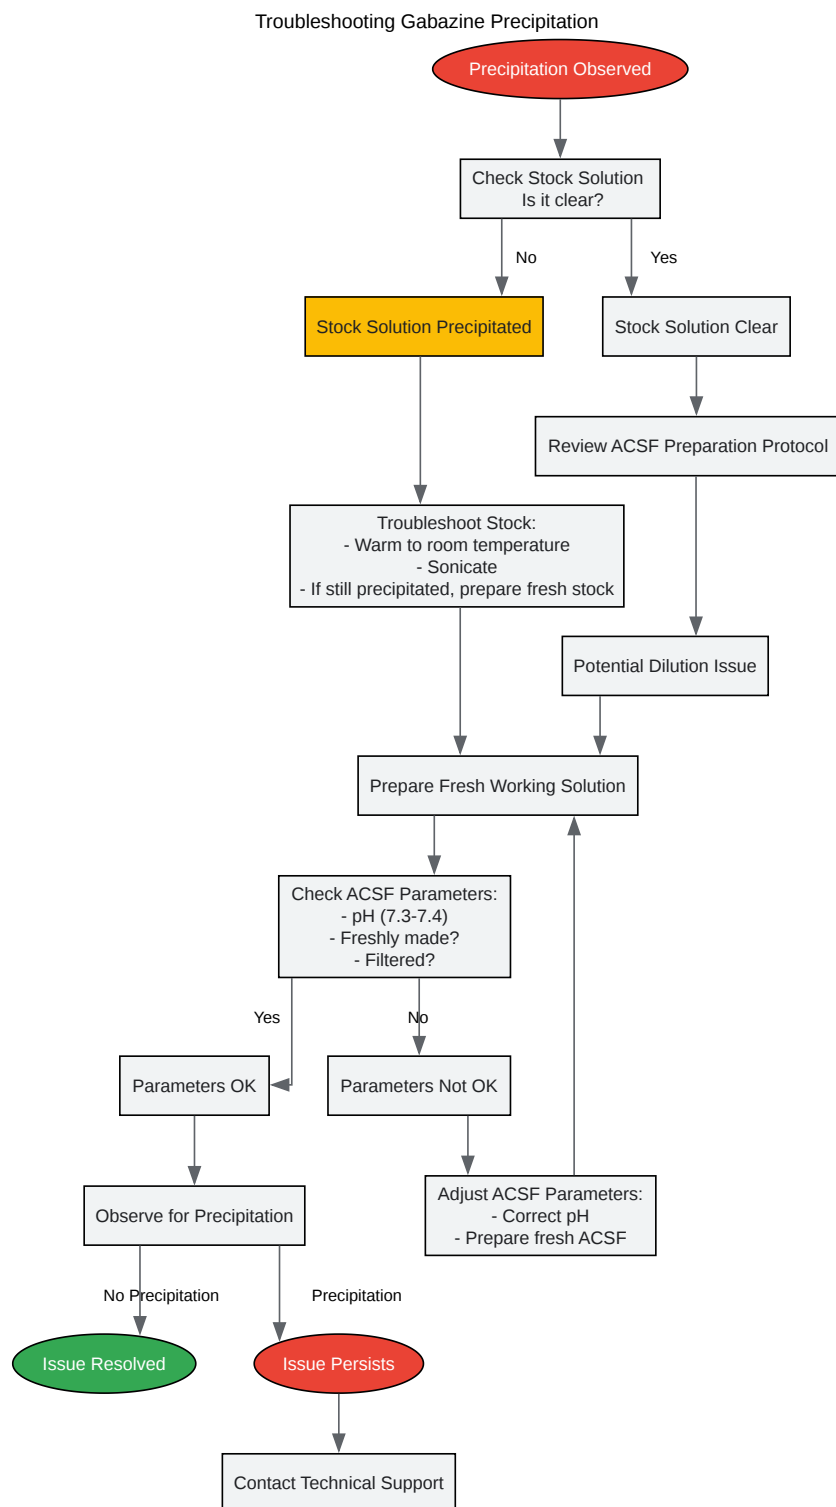 Troubleshooting Gabazine Precipitation
Precipitation Observed
Check Stock Solution
Is it clear?
No
Yes
Stock Solution Precipitated
Stock Solution Clear
Review ACSF Preparation Protocol
Troubleshoot Stock:
- Warm to room temperature
- Sonicate
- If still precipitated, prepare fresh stock
Potential Dilution Issue
Prepare Fresh Working Solution
Check ACSF Parameters:
- pH (7.3-7.4)
- Freshly made?
- Filtered?
Yes
No
Parameters OK
Parameters Not OK
Adjust ACSF Parameters:
- Correct pH
- Prepare fresh ACSF
Observe for Precipitation
No Precipitation
Precipitation
Issue Resolved
Issue Persists
Contact Technical Support